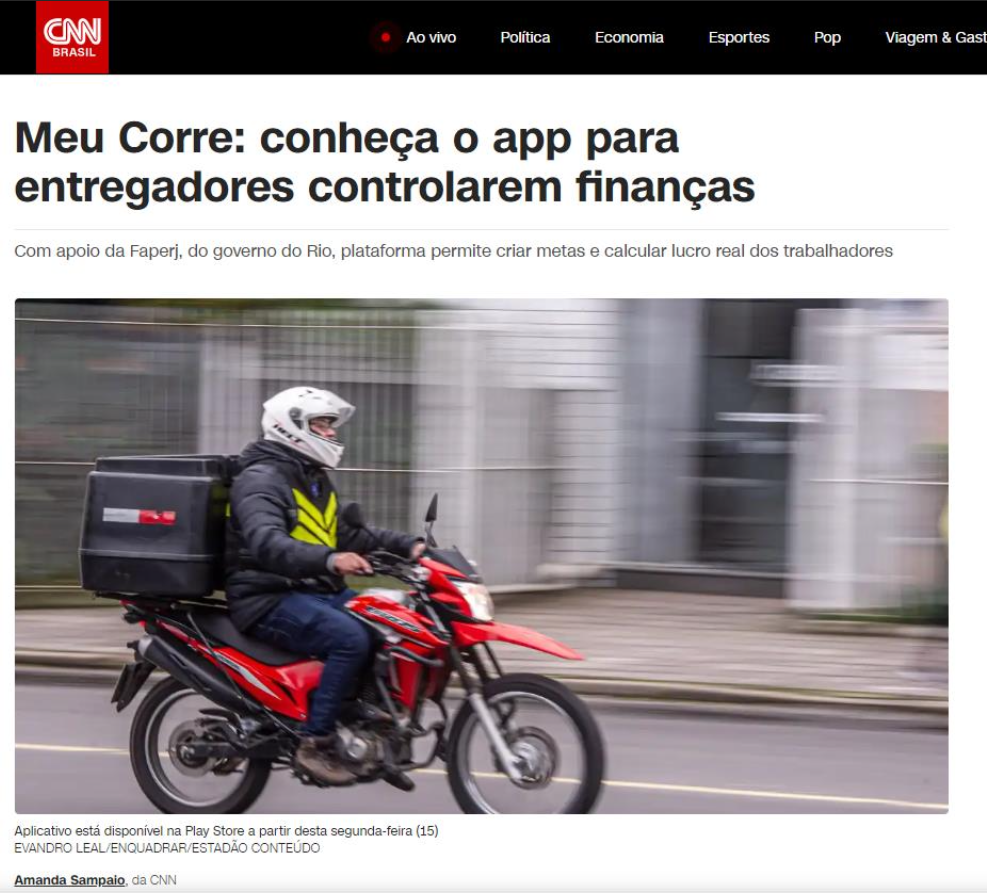 CNN
BRASIL
Ao vivo
Política
Economia
Esportes
Pop
Viagem & Gast
Meu Corre: conheça o app para
entregadores controlarem finanças
Com apoio da Faperj, do governo do Rio, plataforma permite criar metas e calcular lucro real dos trabalhadores
Aplicativo está disponível na Play Store a partir desta segunda-feira (15)
EVANDRO LEAL/ENQUADRAR/ESTADÃO CONTEÚDO
Amanda Sampaio, da CNN